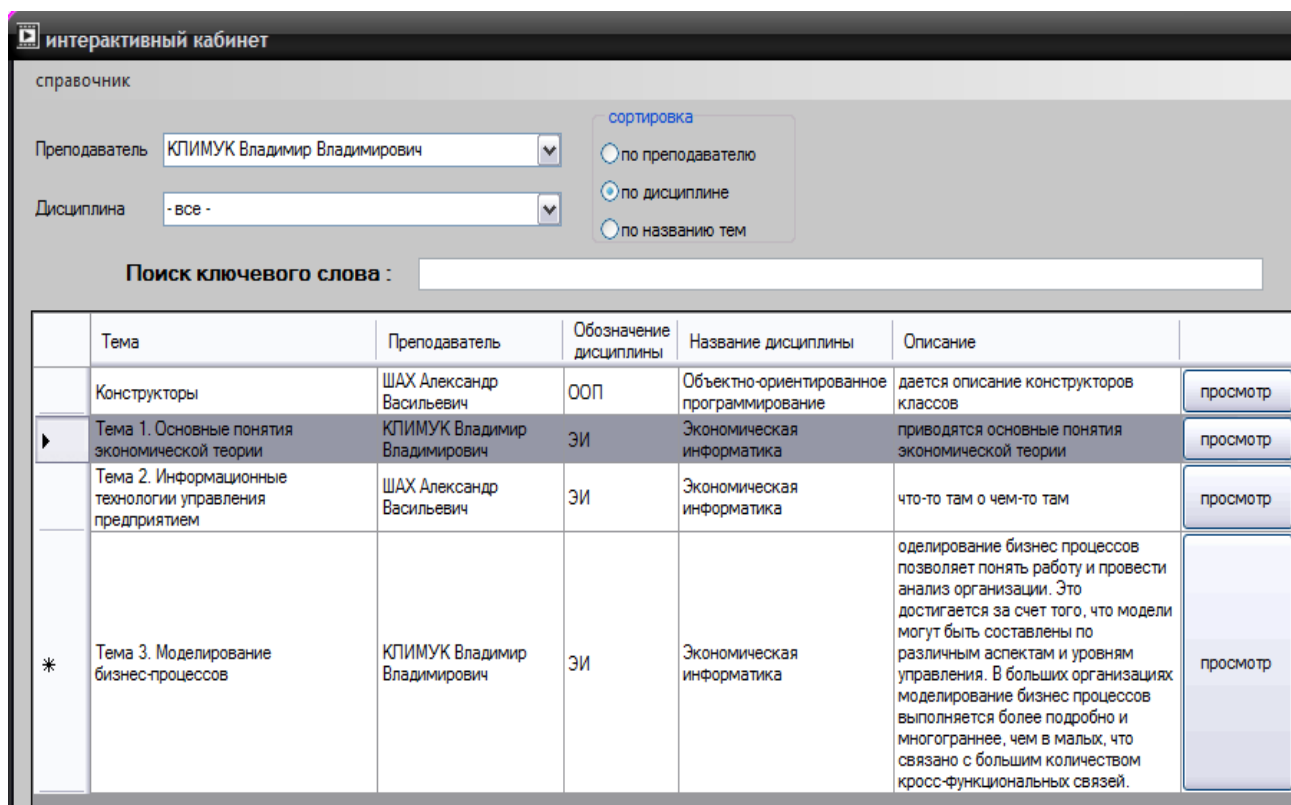 интерактивный кабинет
справочник
Преподаватель КЛИМУК Владимир Владимирович
Дисциплина - все -
сортировка
по преподавателю
по дисциплине
по названию тем
Поиск ключевого слова :
Тема
Преподаватель
Обозначение
дисциплины
Название дисциплины
Описание
Конструкторы
ШАХ Александр
Васильевич
ООП
Объектно-ориентированное
программирование
дается описание конструкторов
классов
просмотр
Тема 1. Основные понятия
экономической теории
КЛИМУК Владимир
Владимирович
ЭИ
Экономическая
информатика
приводятся основные понятия
экономической теории
просмотр
Тема 2. Информационные
технологии управления
предприятием
ШАХ Александр
Васильевич
ЭИ
Экономическая
информатика
что-то там о чем-то там
просмотр
Тема 3. Моделирование
бизнес-процессов
КЛИМУК Владимир
Владимирович
ЭИ
Экономическая
информатика
оделирование бизнес процессов
позволяет понять работу и провести
анализ организации. Это
достигается за счет того, что модели
могут быть составлены по
различным аспектам и уровням
управления. В больших организациях
моделирование бизнес процессов
выполняется более подробно и
многограннее, чем в малых, что
связано с большим количеством
кросс-функциональных связей.
просмотр